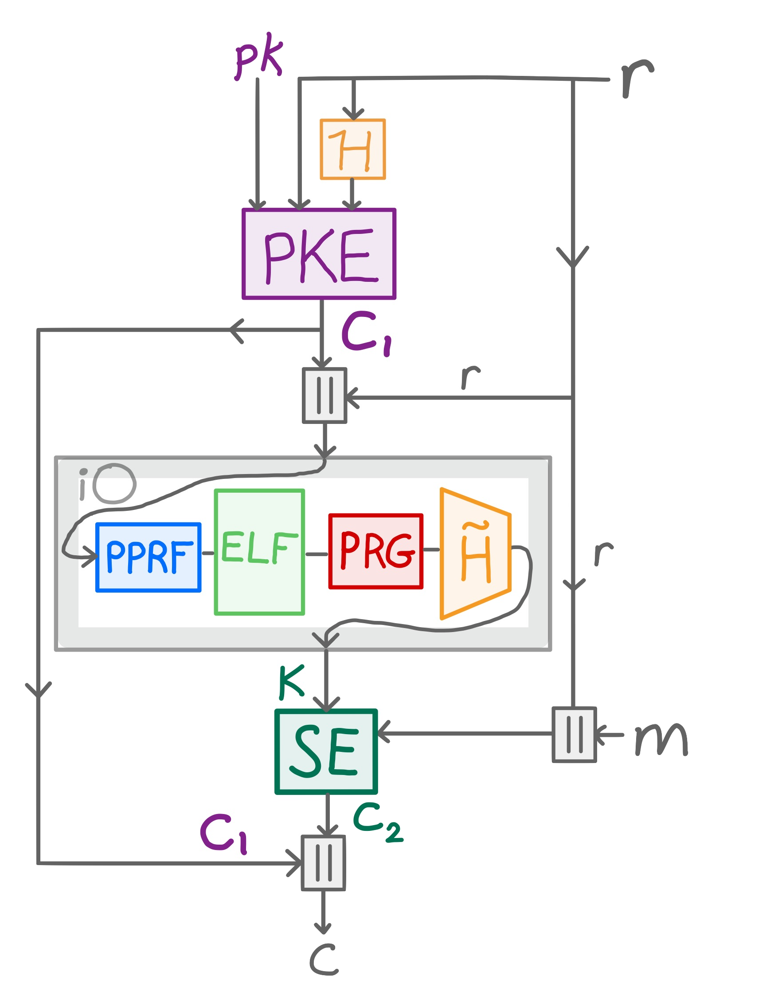 pK
r
H
PKE
C₁
||
r
iO
PPRF
ELF
PRG
H̃
r
K
SE
||
m
C₂
C₁
||
C